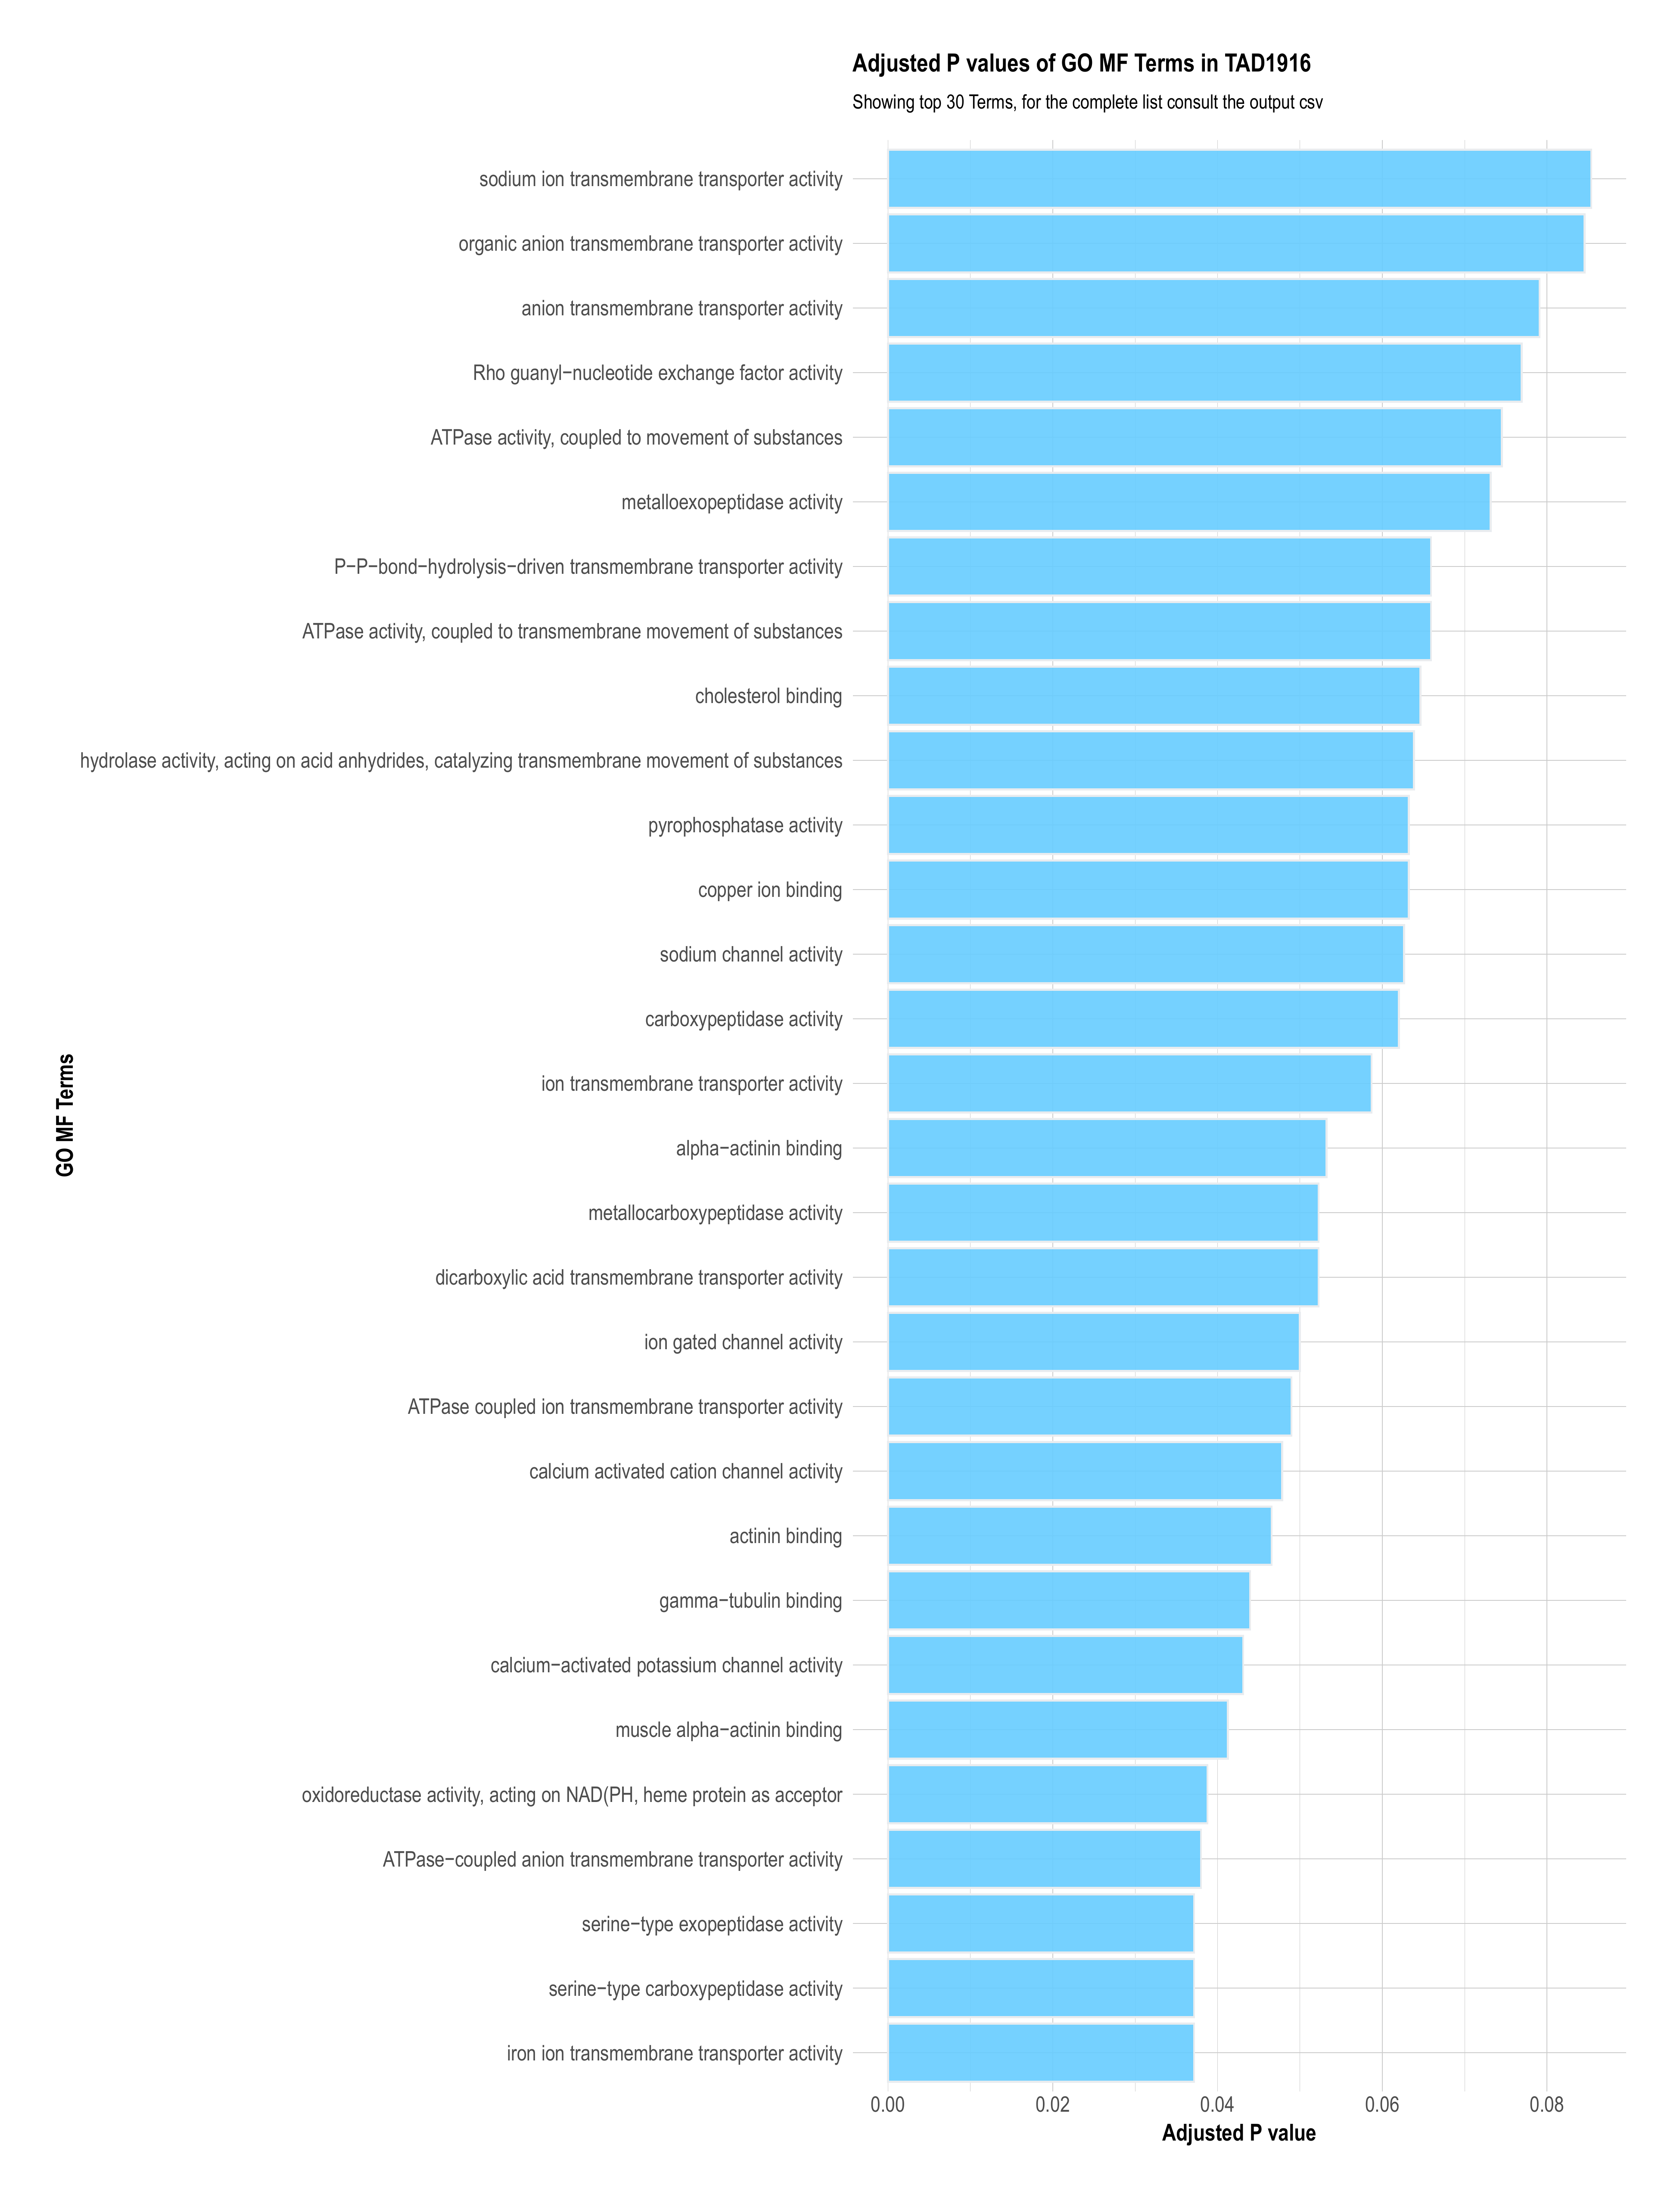 Adjusted P values of GO MF Terms in TAD1916
Showing top 30 Terms, for the complete list consult the output csv
sodium ion transmembrane transporter activity
organic anion transmembrane transporter activity
anion transmembrane transporter activity
Rho guanyl−nucleotide exchange factor activity
ATPase activity, coupled to movement of substances
metalloexopeptidase activity
P−P−bond−hydrolysis−driven transmembrane transporter activity
ATPase activity, coupled to transmembrane movement of substances
cholesterol binding
hydrolase activity, acting on acid anhydrides, catalyzing transmembrane movement of substances
pyrophosphatase activity
copper ion binding
sodium channel activity
carboxypeptidase activity
ion transmembrane transporter activity
alpha−actinin binding
metallocarboxypeptidase activity
dicarboxylic acid transmembrane transporter activity
ion gated channel activity
ATPase coupled ion transmembrane transporter activity
calcium activated cation channel activity
actinin binding
gamma−tubulin binding
calcium−activated potassium channel activity
muscle alpha−actinin binding
oxidoreductase activity, acting on NAD(PH, heme protein as acceptor
ATPase−coupled anion transmembrane transporter activity
serine−type exopeptidase activity
serine−type carboxypeptidase activity
iron ion transmembrane transporter activity
GO MF Terms
0.00 0.02 0.04 0.06 0.08
Adjusted P value